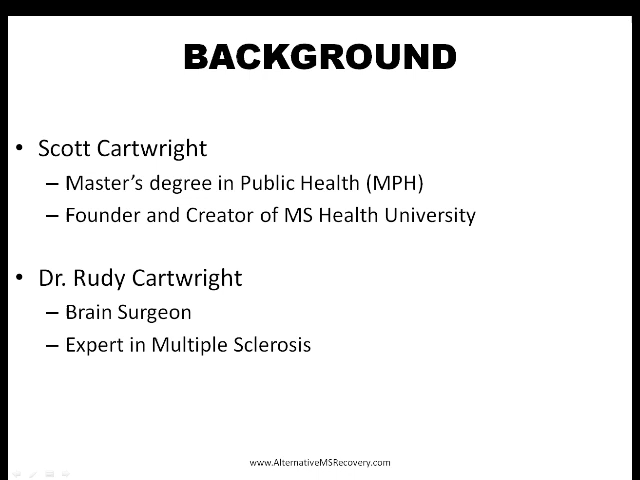 BACKGROUND
• Scott Cartwright
– Master’s degree in Public Health (MPH)
– Founder and Creator of MS Health University
• Dr. Rudy Cartwright
– Brain Surgeon
– Expert in Multiple Sclerosis
www.AlternativeMSRecovery.com